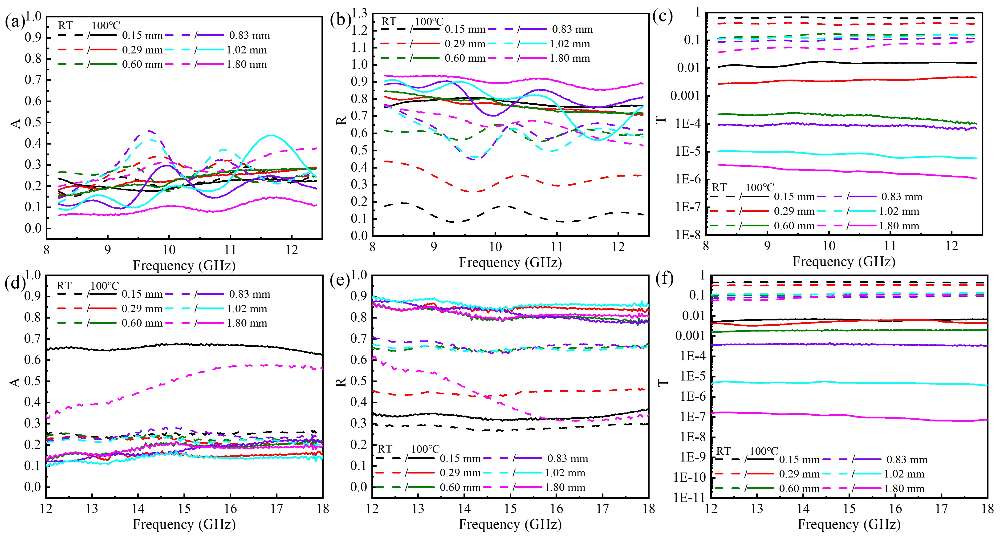 (a)
1.0
0.9
0.8
0.7
0.6
0.5
0.4
0.3
0.2
0.1
0.0
A
RT 100℃
/ 0.15 mm / 0.83 mm
/ 0.29 mm / 1.02 mm
/ 0.60 mm / 1.80 mm
8 9 10 11 12
Frequency (GHz)
(b)
1.3
1.2
1.1
1.0
0.9
0.8
0.7
0.6
0.5
0.4
0.3
0.2
0.1
0.0
R
RT 100℃
/ 0.15 mm / 0.83 mm
/ 0.29 mm / 1.02 mm
/ 0.60 mm / 1.80 mm
8 9 10 11 12
Frequency (GHz)
(c)
1
0.1
0.01
0.001
1E-4
1E-5
1E-6
1E-7
1E-8
T
RT 100℃
/ 0.15 mm / 0.83 mm
/ 0.29 mm / 1.02 mm
/ 0.60 mm / 1.80 mm
8 9 10 11 12
Frequency (GHz)
(d)
1.0
0.9
0.8
0.7
0.6
0.5
0.4
0.3
0.2
0.1
0.0
A
RT 100℃
/ 0.15 mm / 0.83 mm
/ 0.29 mm / 1.02 mm
/ 0.60 mm / 1.80 mm
12 13 14 15 16 17 18
Frequency (GHz)
(e)
1.0
0.9
0.8
0.7
0.6
0.5
0.4
0.3
0.2
0.1
0.0
R
RT 100℃
/ 0.15 mm / 0.83 mm
/ 0.29 mm / 1.02 mm
/ 0.60 mm / 1.80 mm
12 13 14 15 16 17 18
Frequency (GHz)
(f)
1
0.1
0.01
0.001
1E-4
1E-5
1E-6
1E-7
1E-8
1E-9
1E-10
1E-11
T
RT 100℃
/ 0.15 mm / 0.83 mm
/ 0.29 mm / 1.02 mm
/ 0.60 mm / 1.80 mm
12 13 14 15 16 17 18
Frequency (GHz)